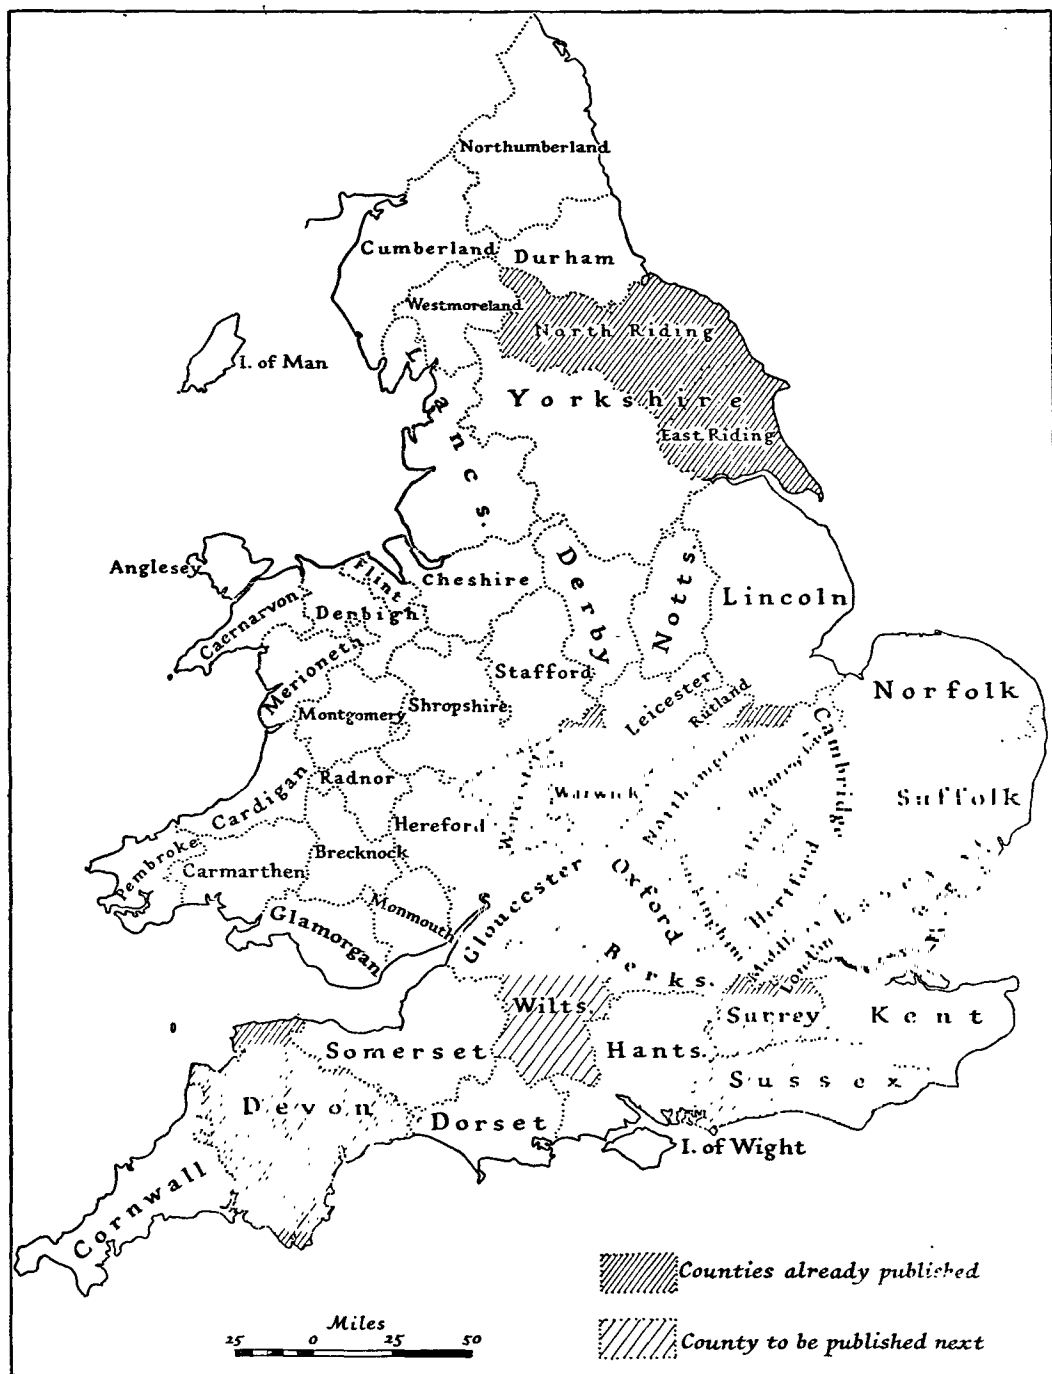 Northumberland
Cumberland
Durham
Westmoreland
North Riding
I. of Man
Yorkshire
East Riding
Lancs.
Anglesey
Flint
Cheshire
Derby
Notts.
Lincoln
Caernarvon
Denbigh
Merioneth
Stafford
Leicester
Rutland
Norfolk
Montgomery
Shropshire
Cambridge
Radnor
Warwick
Suffolk
Cardigan
Hereford
Pembroke
Carmarthen
Brecknock
Hertford
Oxford
Gloucester
Monmouth
Glamorgan
London
Berks.
Wilts.
Surrey
Kent
Somerset
Hants.
Sussex
Devon
Dorset
I. of Wight
Cornwall
Counties already published
Miles
25 0 25 50
County to be published next